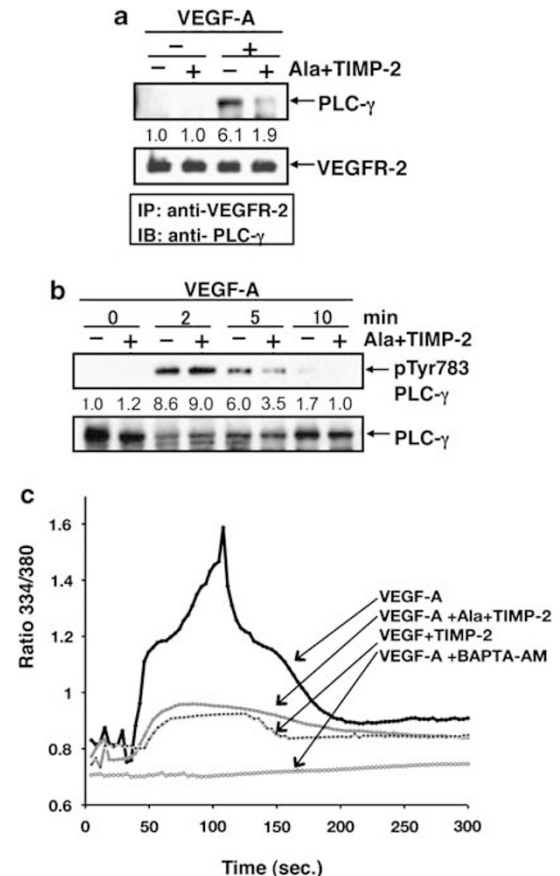 a
VEGF-A
− +
− + − + Ala+TIMP-2
PLC-γ
1.0 1.0 6.1 1.9
VEGFR-2
IP: anti-VEGFR-2
IB: anti- PLC-γ
b
VEGF-A
0 2 5 10 min
− + − + − + − + Ala+TIMP-2
pTyr783
PLC-γ
1.0 1.2 8.6 9.0 6.0 3.5 1.7 1.0
PLC-γ
c
Ratio 334/380
1.6
1.4
1.2
1
0.8
0.6
VEGF-A
VEGF-A +Ala+TIMP-2
VEGF+TIMP-2
VEGF-A +BAPTA-AM
0 50 100 150 200 250 300
Time (sec.)